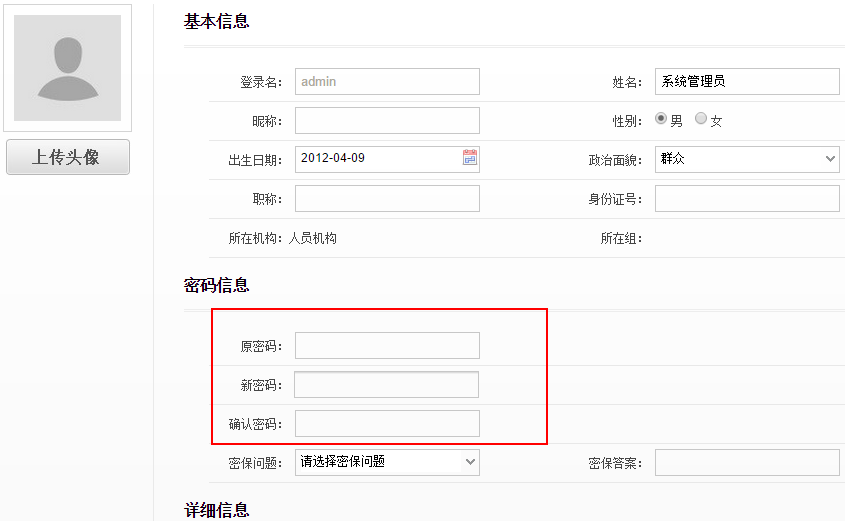 基本信息
上传头像
登录名： admin 姓名： 系统管理员
昵称： 性别： 男 女
出生日期： 2012-04-09 政治面貌： 群众
职称： 身份证号：
所在机构：人员机构 所在组：
密码信息
原密码：
新密码：
确认密码：
密保问题： 请选择密保问题 密保答案：
详细信息